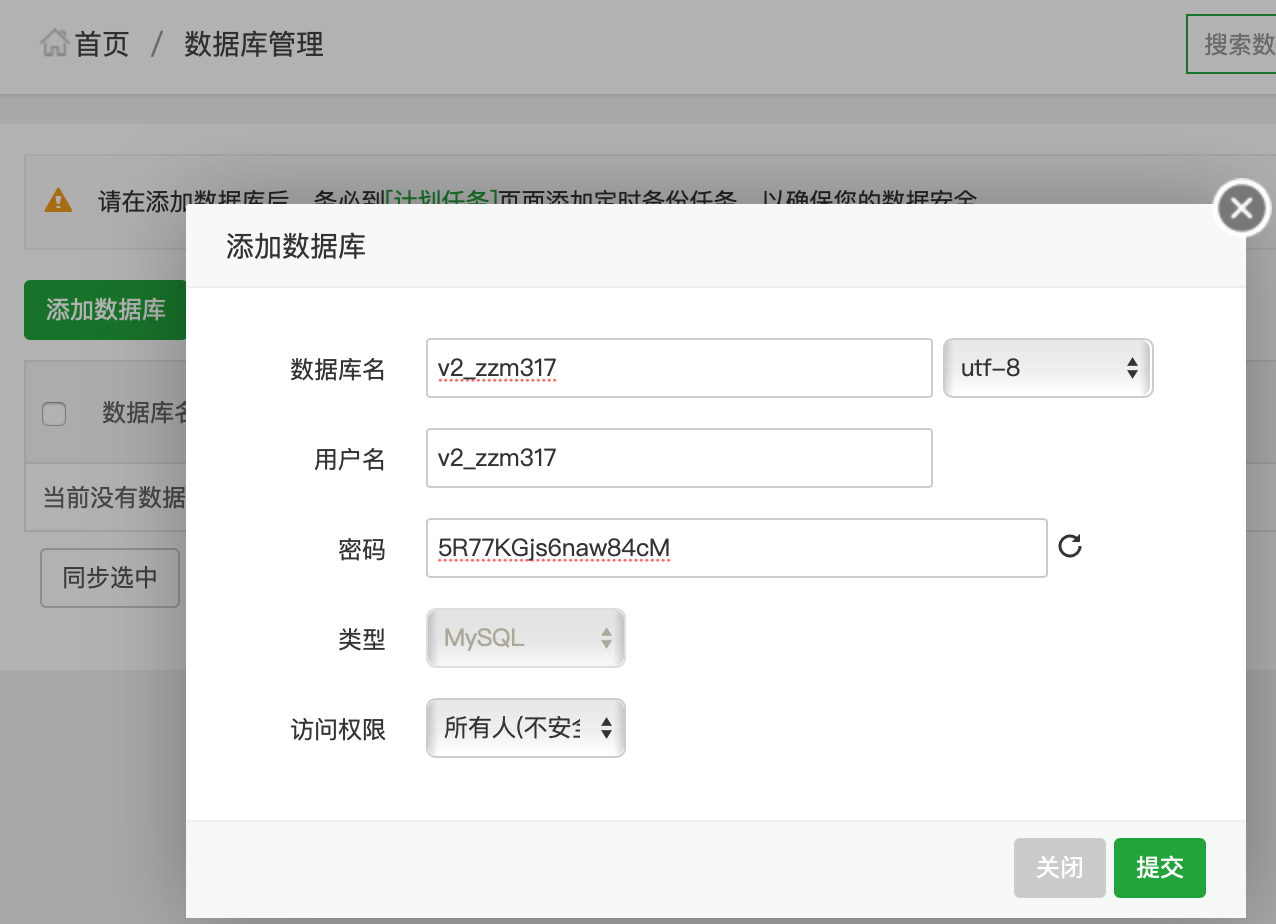 首页 / 数据库管理
搜索数
请在添加数据库后，务必到[计划任务]页面添加定时备份任务，以确保您的数据安全
添加数据库
添加数据库
数据库名 v2_zzm317 utf-8
用户名 v2_zzm317
数据库名
密码 5R77KGjs6naw84cM
当前没有数据
同步选中
类型 MySQL
访问权限 所有人(不安全
关闭 提交